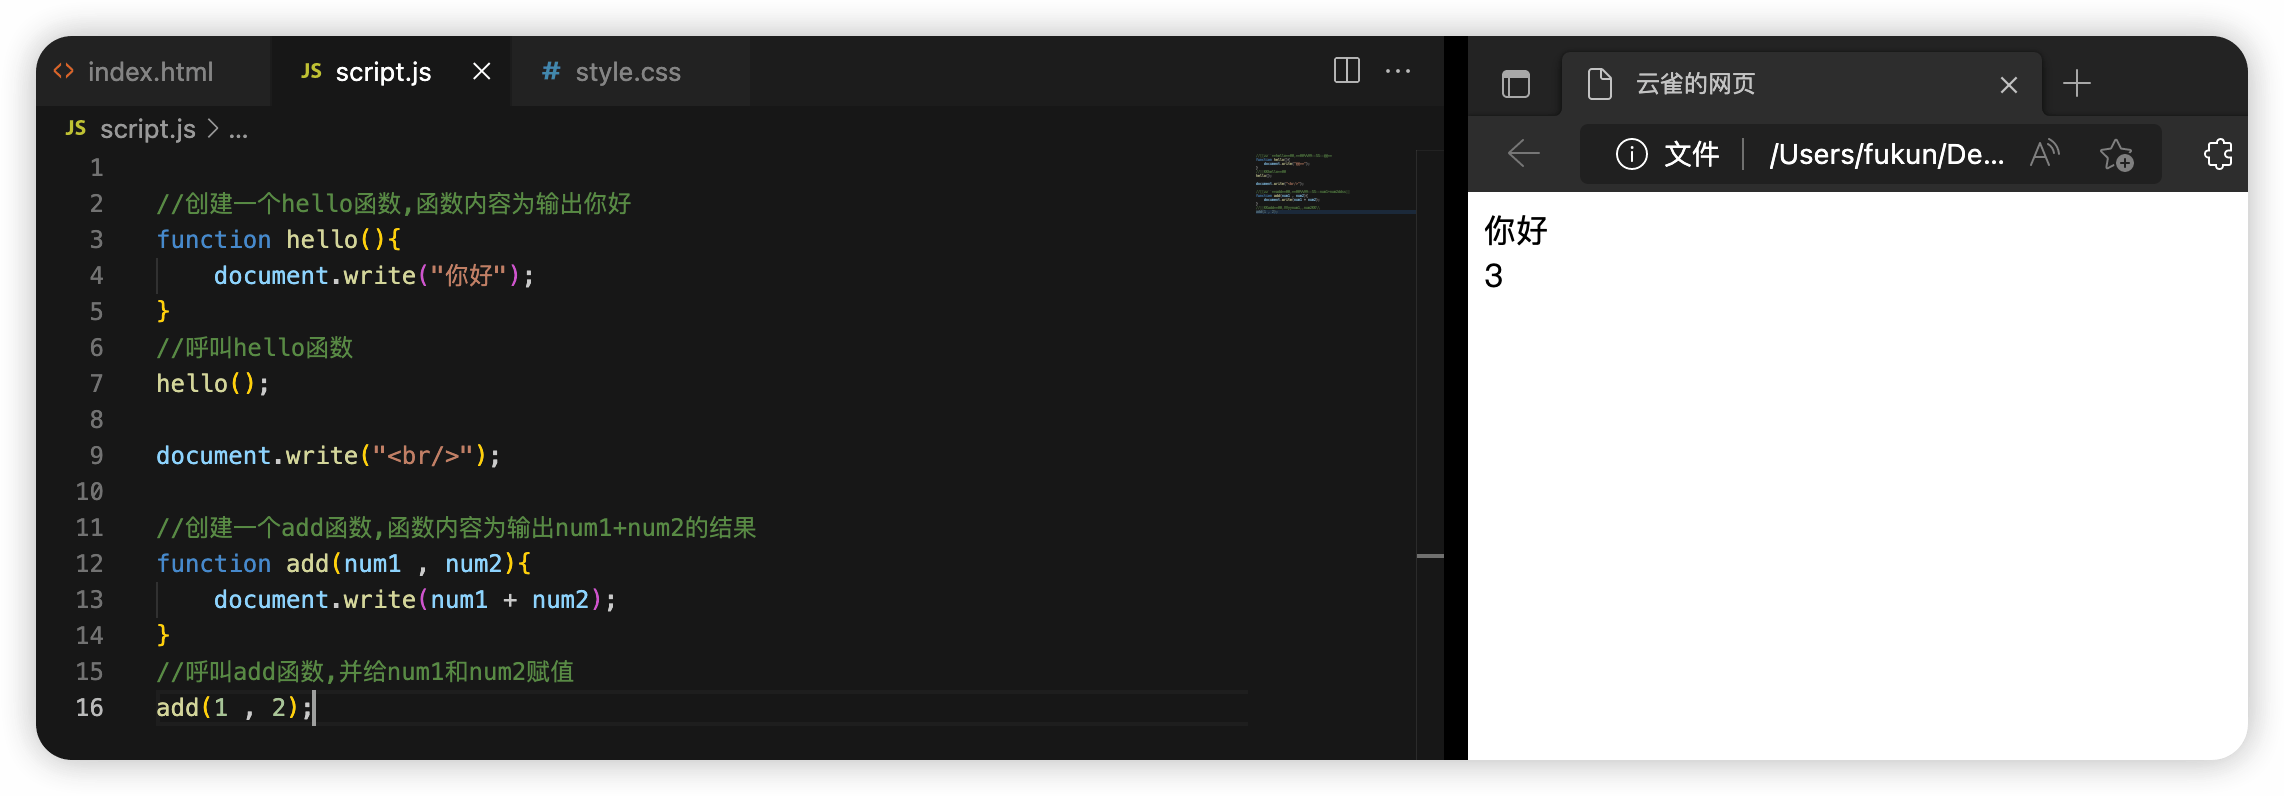 index.html JS script.js # style.css
JS script.js > ...
1
2 //创建一个hello函数,函数内容为输出你好
3 function hello(){
4 document.write("你好");
5 }
6 //呼叫hello函数
7 hello();
8
9 document.write("<br/>");
10
11 //创建一个add函数,函数内容为输出num1+num2的结果
12 function add(num1 , num2){
13 document.write(num1 + num2);
14 }
15 //呼叫add函数,并给num1和num2赋值
16 add(1 , 2);
云雀的网页
文件 /Users/fukun/De...
你好
3